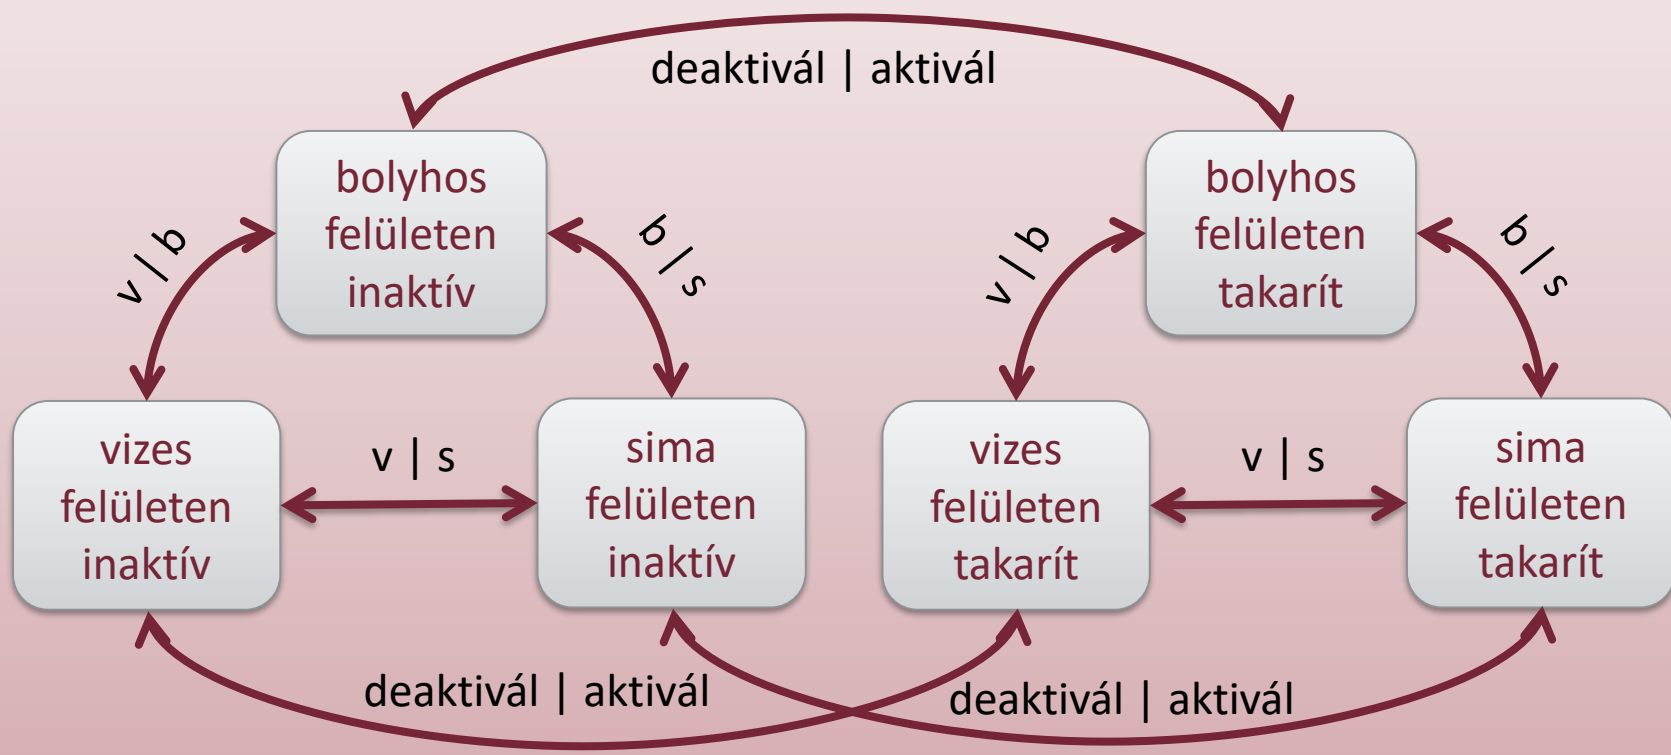 deaktivál | aktivál
bolyhos
felületen
inaktív
bolyhos
felületen
takarít
v | b
b | s
v | b
b | s
vizes
felületen
inaktív
v | s
sima
felületen
inaktív
vizes
felületen
takarít
v | s
sima
felületen
takarít
deaktivál | aktivál
deaktivál | aktivál